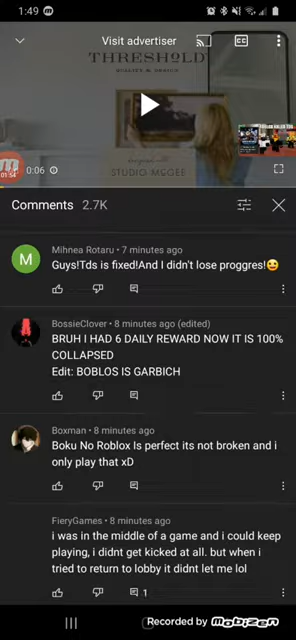 1:49
Visit advertiser
CC
THRESHOLD
STUDIO·MCGEE
1:54
0:06
Comments 2.7K
M
Mihnea Rotaru • 7 minutes ago
Guys!Tds is fixed!And I didn't lose proggres!😉
BossieClover • 8 minutes ago (edited)
BRUH I HAD 6 DAILY REWARD NOW IT IS 100%
COLLAPSED
Edit: BOBLOS IS GARBICH
Boxman • 8 minutes ago
Boku No Roblox Is perfect its not broken and i
only play that xD
FieryGames • 8 minutes ago
i was in the middle of a game and i could keep
playing, i didnt get kicked at all. but when i
tried to return to lobby it didnt let me lol
1
Recorded by mobizen